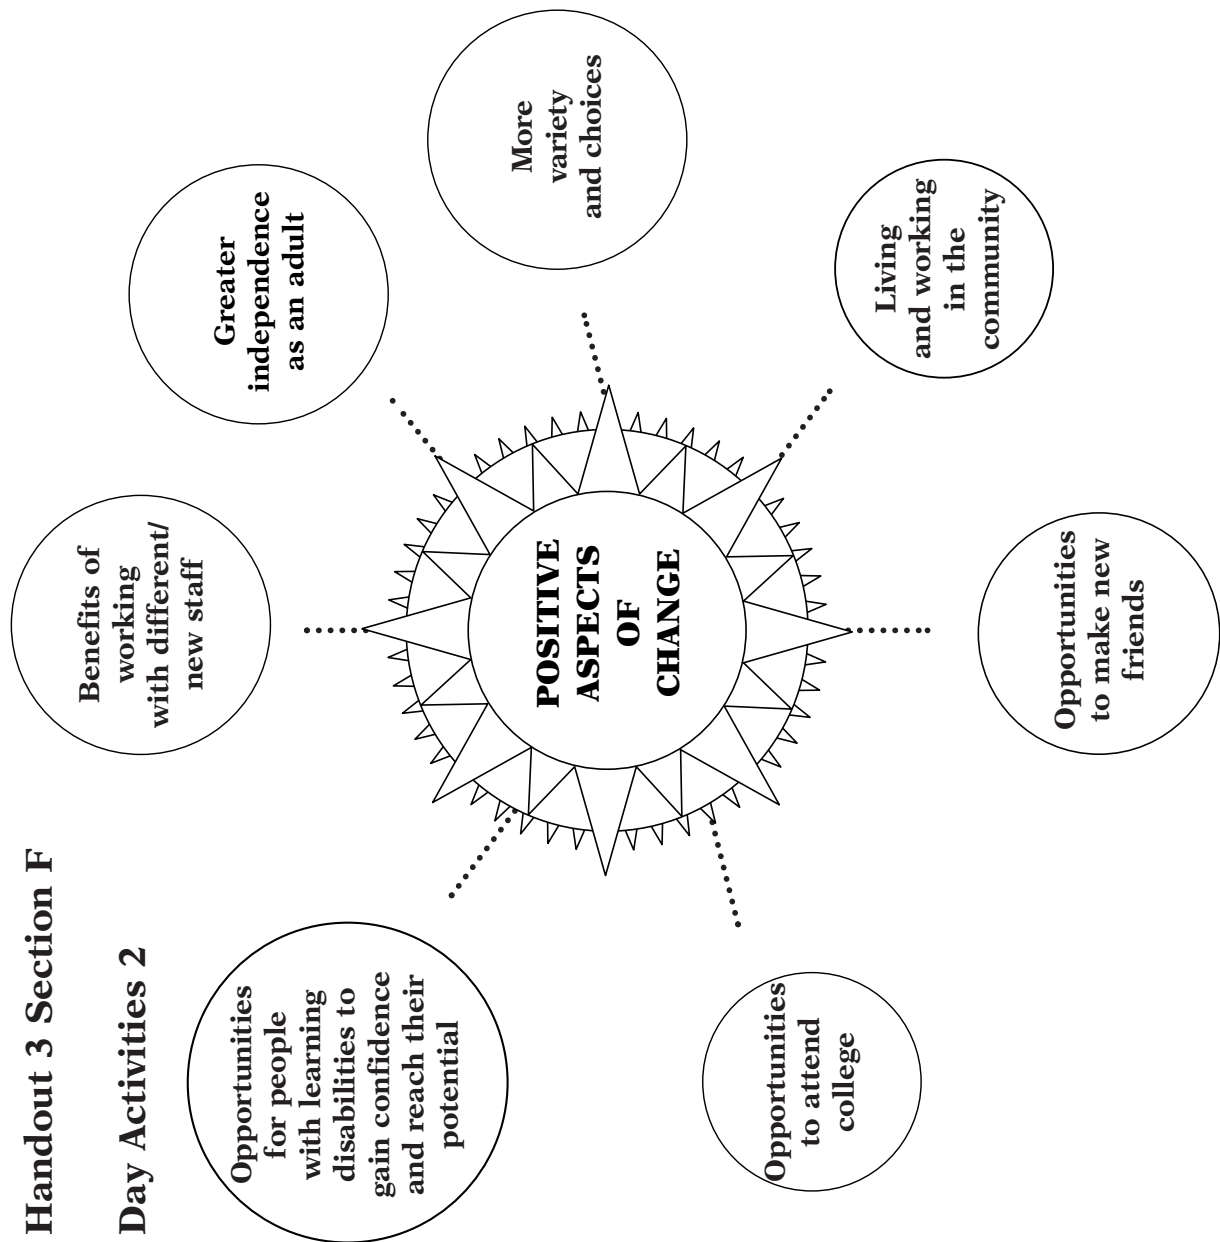 Handout 3 Section F
Day Activities 2
Opportunities
for people
with learning
disabilities to
gain confidence
and reach their
potential
Benefits of
working
with different/
new staff
Greater
independence
as an adult
More
variety
and choices
Living
and working
in the
community
Opportunities
to make new
friends
Opportunities
to attend
college
POSITIVE
ASPECTS
OF
CHANGE